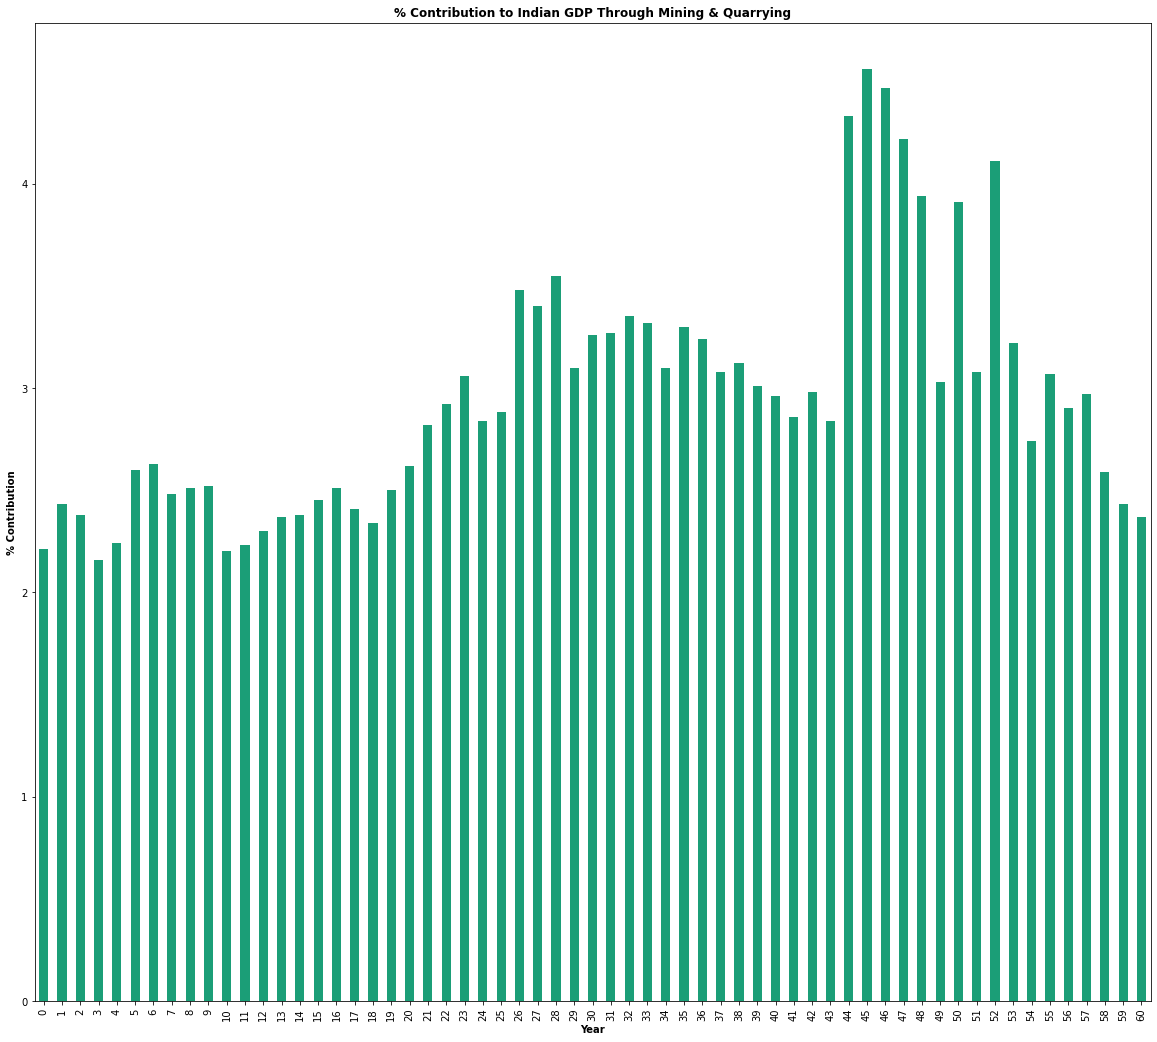 % Contribution to Indian GDP Through Mining & Quarrying
% Contribution
4
3
2
1
0
0 1 2 3 4 5 6 7 8 9 10 11 12 13 14 15 16 17 18 19 20 21 22 23 24 25 26 27 28 29 30 31 32 33 34 35 36 37 38 39 40 41 42 43 44 45 46 47 48 49 50 51 52 53 54 55 56 57 58 59 60
Year